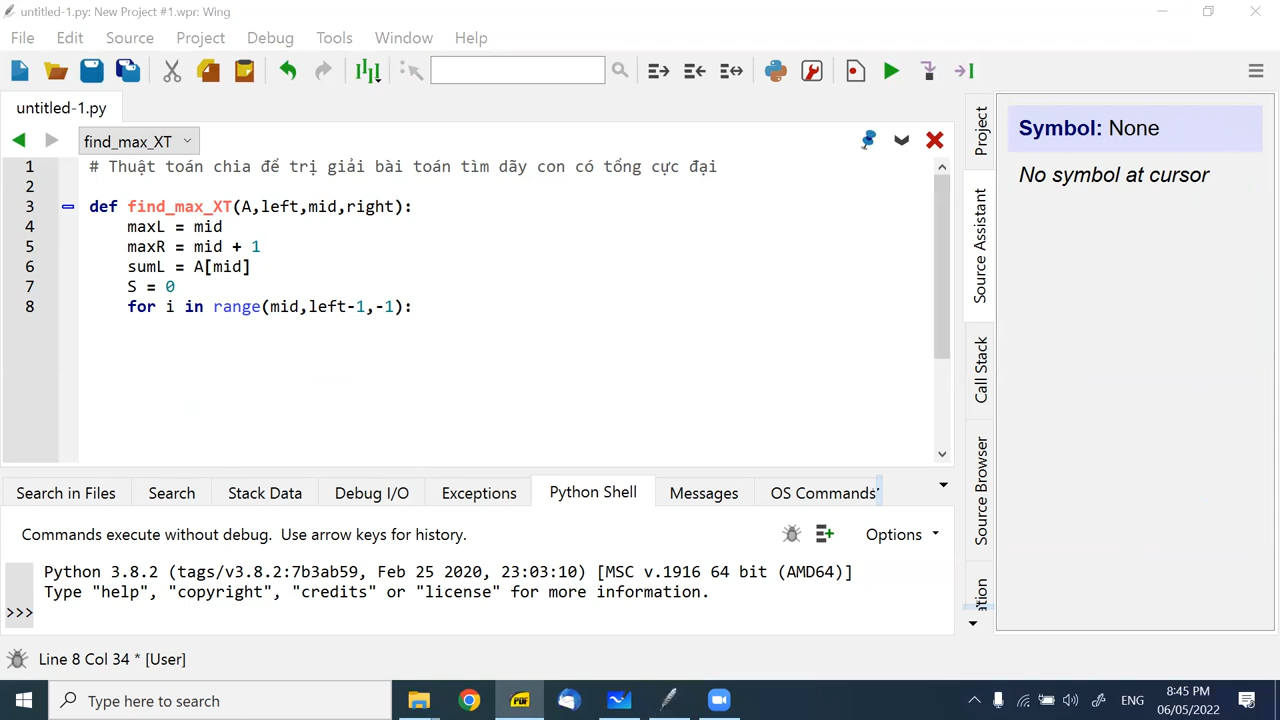 untitled-1.py: New Project #1.wpr: Wing
File Edit Source Project Debug Tools Window Help
untitled-1.py
find_max_XT
1 # Thuật toán chia để trị giải bài toán tìm dãy con có tổng cực đại
2
3 def find_max_XT(A,left,mid,right):
4 maxL = mid
5 maxR = mid + 1
6 sumL = A[mid]
7 S = 0
8 for i in range(mid,left-1,-1):
Project
Source Assistant
Call Stack
Source Browser
Symbol: None
No symbol at cursor
Search in Files Search Stack Data Debug I/O Exceptions Python Shell Messages OS Commands
Commands execute without debug. Use arrow keys for history.
Options
Python 3.8.2 (tags/v3.8.2:7b3ab59, Feb 25 2020, 23:03:10) [MSC v.1916 64 bit (AMD64)]
Type "help", "copyright", "credits" or "license" for more information.
>>>
Line 8 Col 34 * [User]
Type here to search
PDF
ENG
8:45 PM
06/05/2022